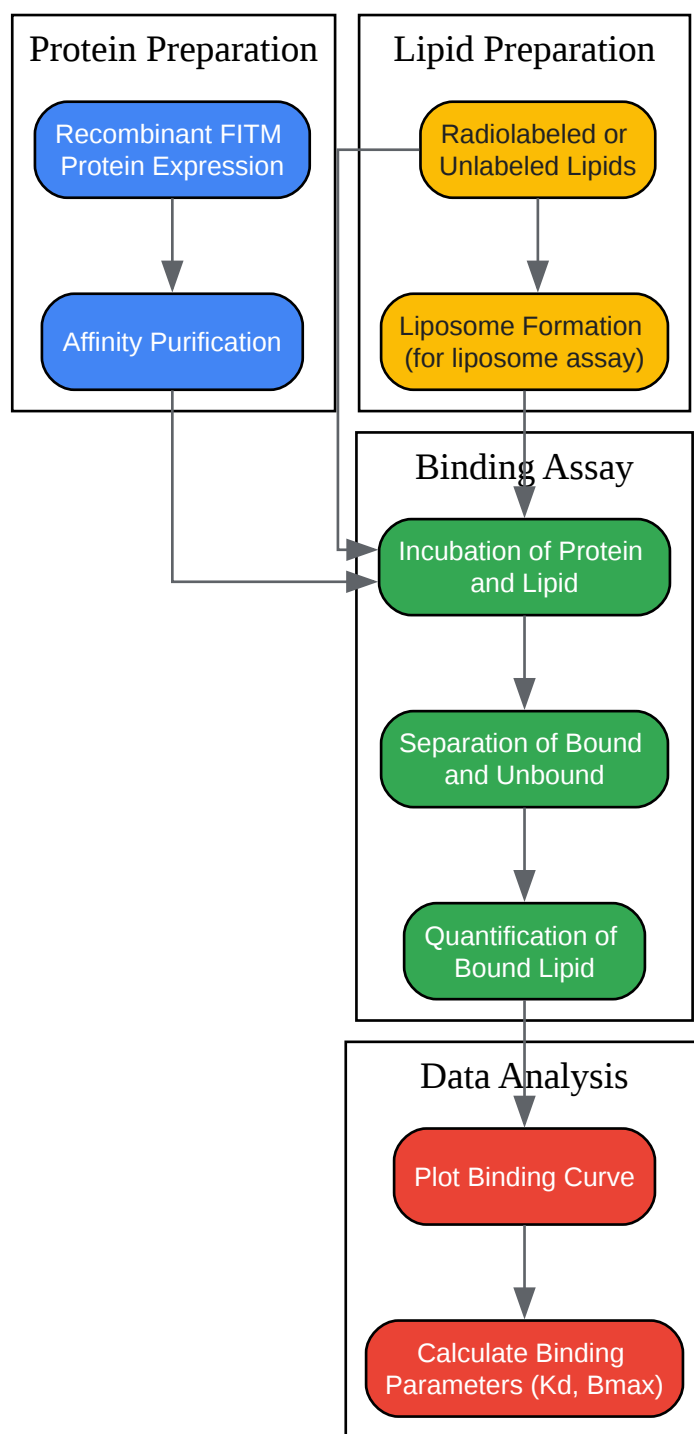 Protein Preparation
Recombinant FITM
Protein Expression
Affinity Purification
Lipid Preparation
Radiolabeled or
Unlabeled Lipids
Liposome Formation
(for liposome assay)
Binding Assay
Incubation of Protein
and Lipid
Separation of Bound
and Unbound
Quantification of
Bound Lipid
Data Analysis
Plot Binding Curve
Calculate Binding
Parameters (Kd, Bmax)